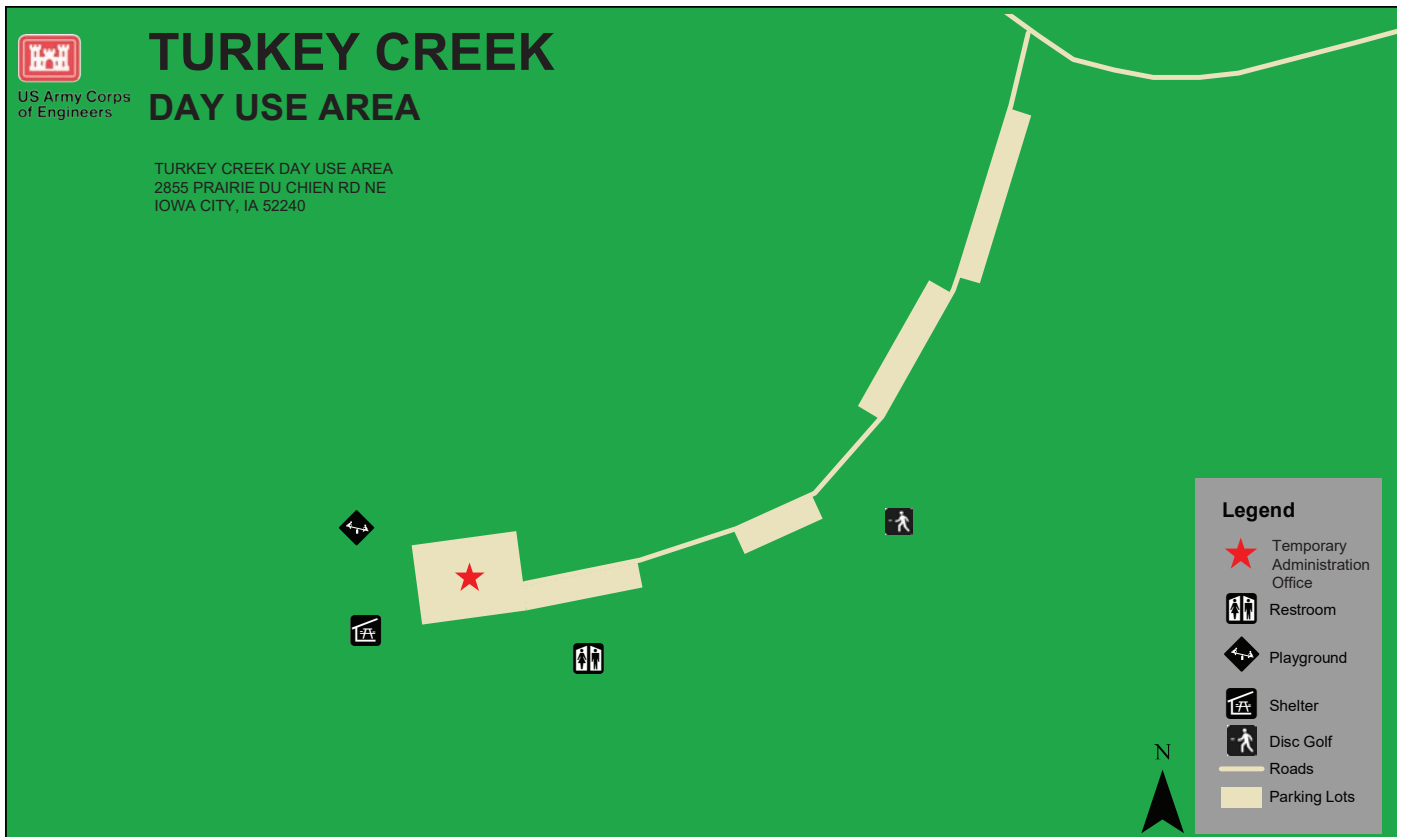 TURKEY CREEK
DAY USE AREA
US Army Corps
of Engineers
TURKEY CREEK DAY USE AREA
2855 PRAIRIE DU CHIEN RD NE
IOWA CITY, IA 52240
Legend
Temporary
Administration
Office
Restroom
Playground
Shelter
Disc Golf
Roads
Parking Lots
N